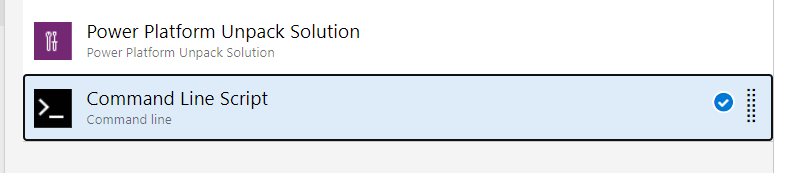 Power Platform Unpack Solution
Power Platform Unpack Solution
Command Line Script
Command line